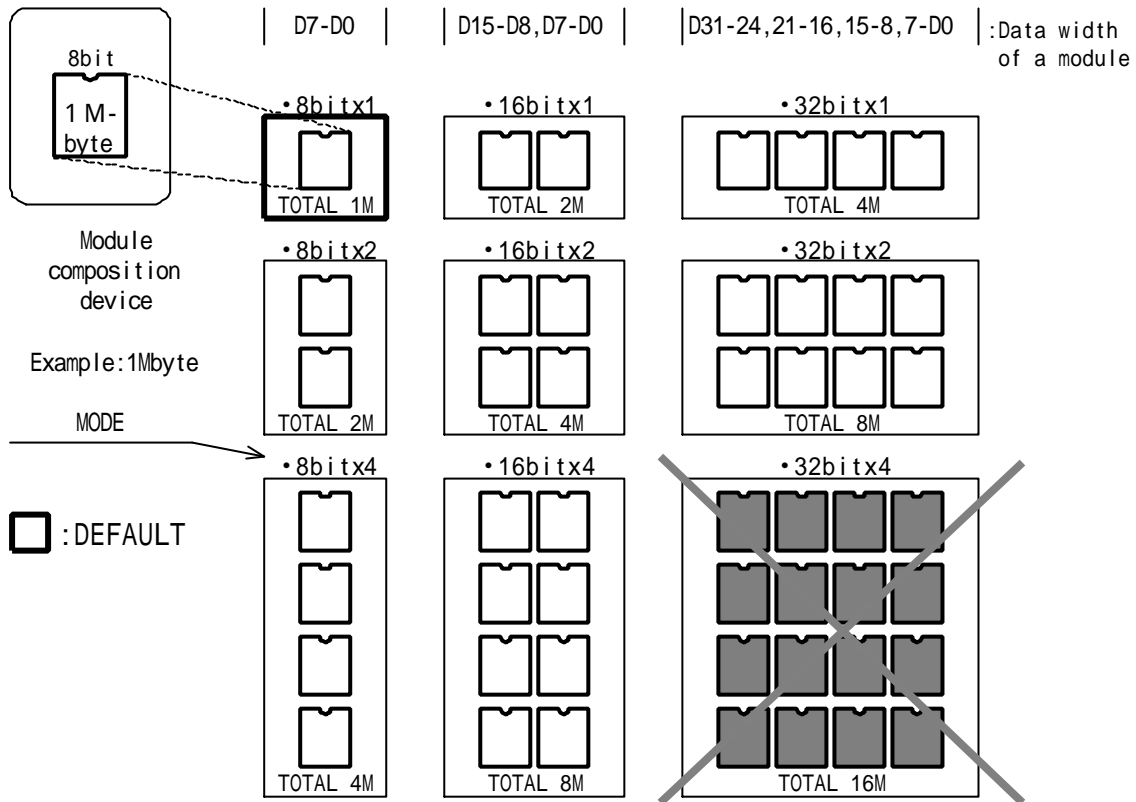 D7-D0
D15-D8,D7-D0
D31-24,21-16,15-8,7-D0
:Data width
of a module
8bit
1 M-
byte
•8bitx1
•16bitx1
•32bitx1
TOTAL 1M
TOTAL 2M
TOTAL 4M
Module
composition
device
•8bitx2
•16bitx2
•32bitx2
Example:1Mbyte
MODE
TOTAL 2M
TOTAL 4M
TOTAL 8M
•8bitx4
•16bitx4
•32bitx4
:DEFAULT
TOTAL 4M
TOTAL 8M
TOTAL 16M